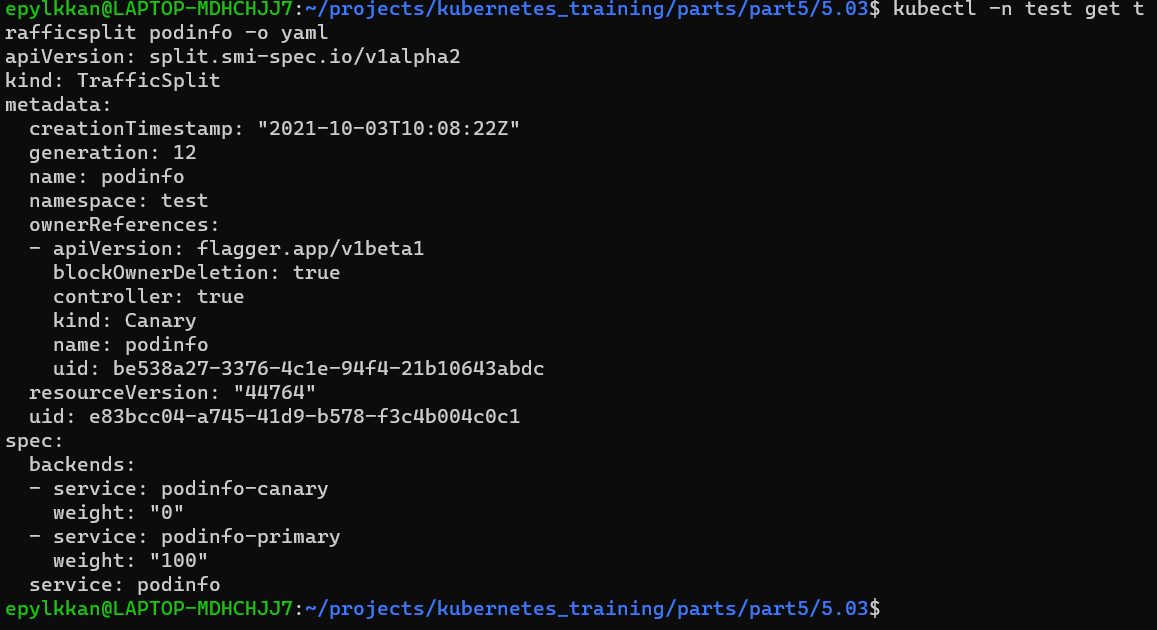 epylkkan@LAPTOP-MDHCHJJ7:~/projects/kubernetes_training/parts/part5/5.03$ kubectl -n test get t
rafficsplit podinfo -o yaml
apiVersion: split.smi-spec.io/v1alpha2
kind: TrafficSplit
metadata:
  creationTimestamp: "2021-10-03T10:08:22Z"
  generation: 12
  name: podinfo
  namespace: test
  ownerReferences:
  - apiVersion: flagger.app/v1beta1
    blockOwnerDeletion: true
    controller: true
    kind: Canary
    name: podinfo
    uid: be538a27-3376-4c1e-94f4-21b10643abdc
  resourceVersion: "44764"
  uid: e83bcc04-a745-41d9-b578-f3c4b004c0c1
spec:
  backends:
  - service: podinfo-canary
    weight: "0"
  - service: podinfo-primary
    weight: "100"
  service: podinfo
epylkkan@LAPTOP-MDHCHJJ7:~/projects/kubernetes_training/parts/part5/5.03$